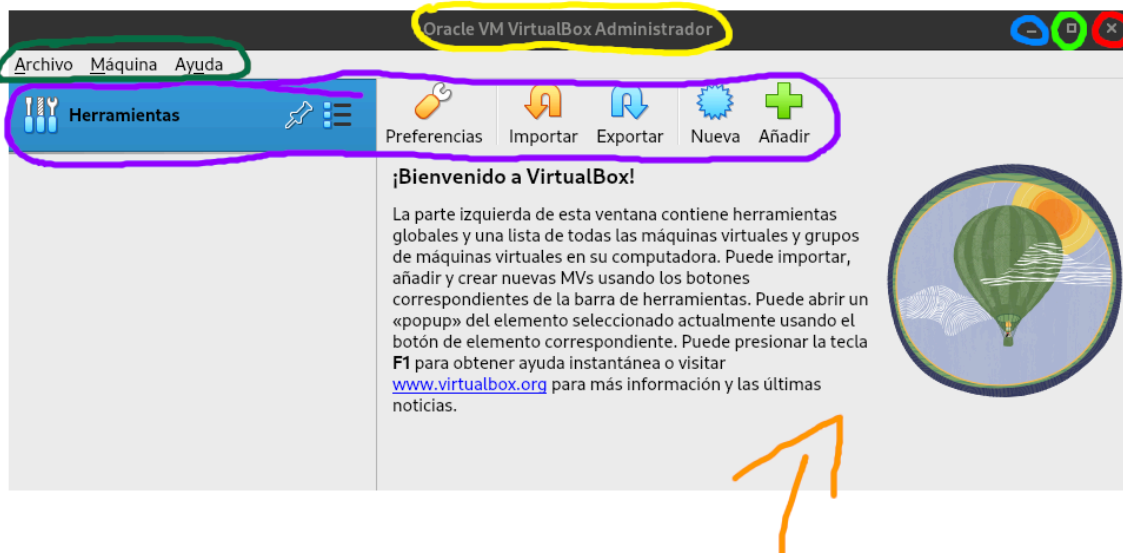 Oracle VM VirtualBox Administrador
Archivo Máquina Ayuda
Herramientas
Preferencias Importar Exportar Nueva Añadir
¡Bienvenido a VirtualBox!
La parte izquierda de esta ventana contiene herramientas
globales y una lista de todas las máquinas virtuales y grupos
de máquinas virtuales en su computadora. Puede importar,
añadir y crear nuevas MVs usando los botones
correspondientes de la barra de herramientas. Puede abrir un
«popup» del elemento seleccionado actualmente usando el
botón de elemento correspondiente. Puede presionar la tecla
F1 para obtener ayuda instantánea o visitar
www.virtualbox.org para más información y las últimas
noticias.